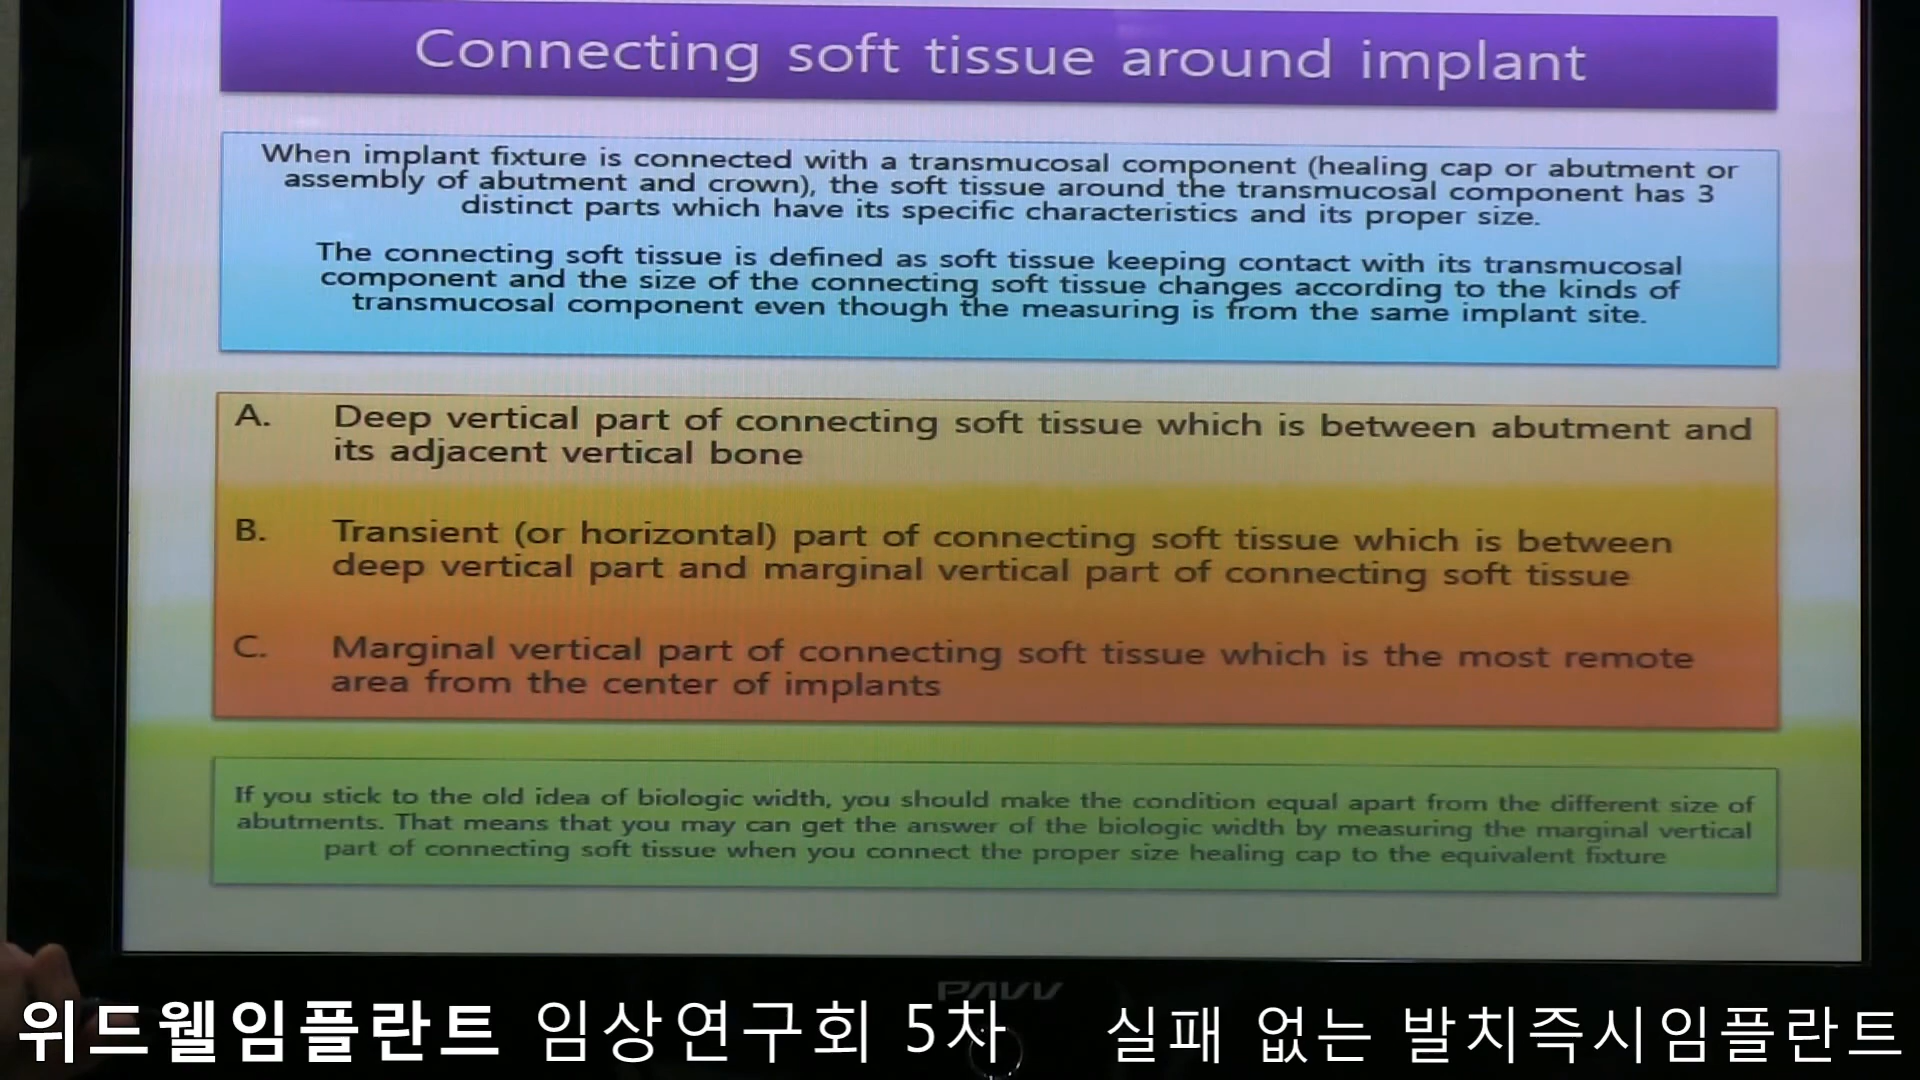 Connecting soft tissue around implant
When implant fixture is connected with a transmucosal component (healing cap or abutment or
assembly of abutment and crown), the soft tissue around the transmucosal component has 3
distinct parts which have its specific characteristics and its proper size.
The connecting soft tissue is defined as soft tissue keeping contact with its transmucosal
component and the size of the connecting soft tissue changes according to the kinds of
transmucosal component even though the measuring is from the same implant site.
A. Deep vertical part of connecting soft tissue which is between abutment and
its adjacent vertical bone
B. Transient (or horizontal) part of connecting soft tissue which is between
deep vertical part and marginal vertical part of connecting soft tissue
C. Marginal vertical part of connecting soft tissue which is the most remote
area from the center of implants
If you stick to the old idea of biologic width, you should make the condition equal apart from the different size of
abutments. That means that you may can get the answer of the biologic width by measuring the marginal vertical
part of connecting soft tissue when you connect the proper size healing cap to the equivalent fixture
PAVV
위드웰임플란트 임상연구회 5차 실패 없는 발치즉시임플란트